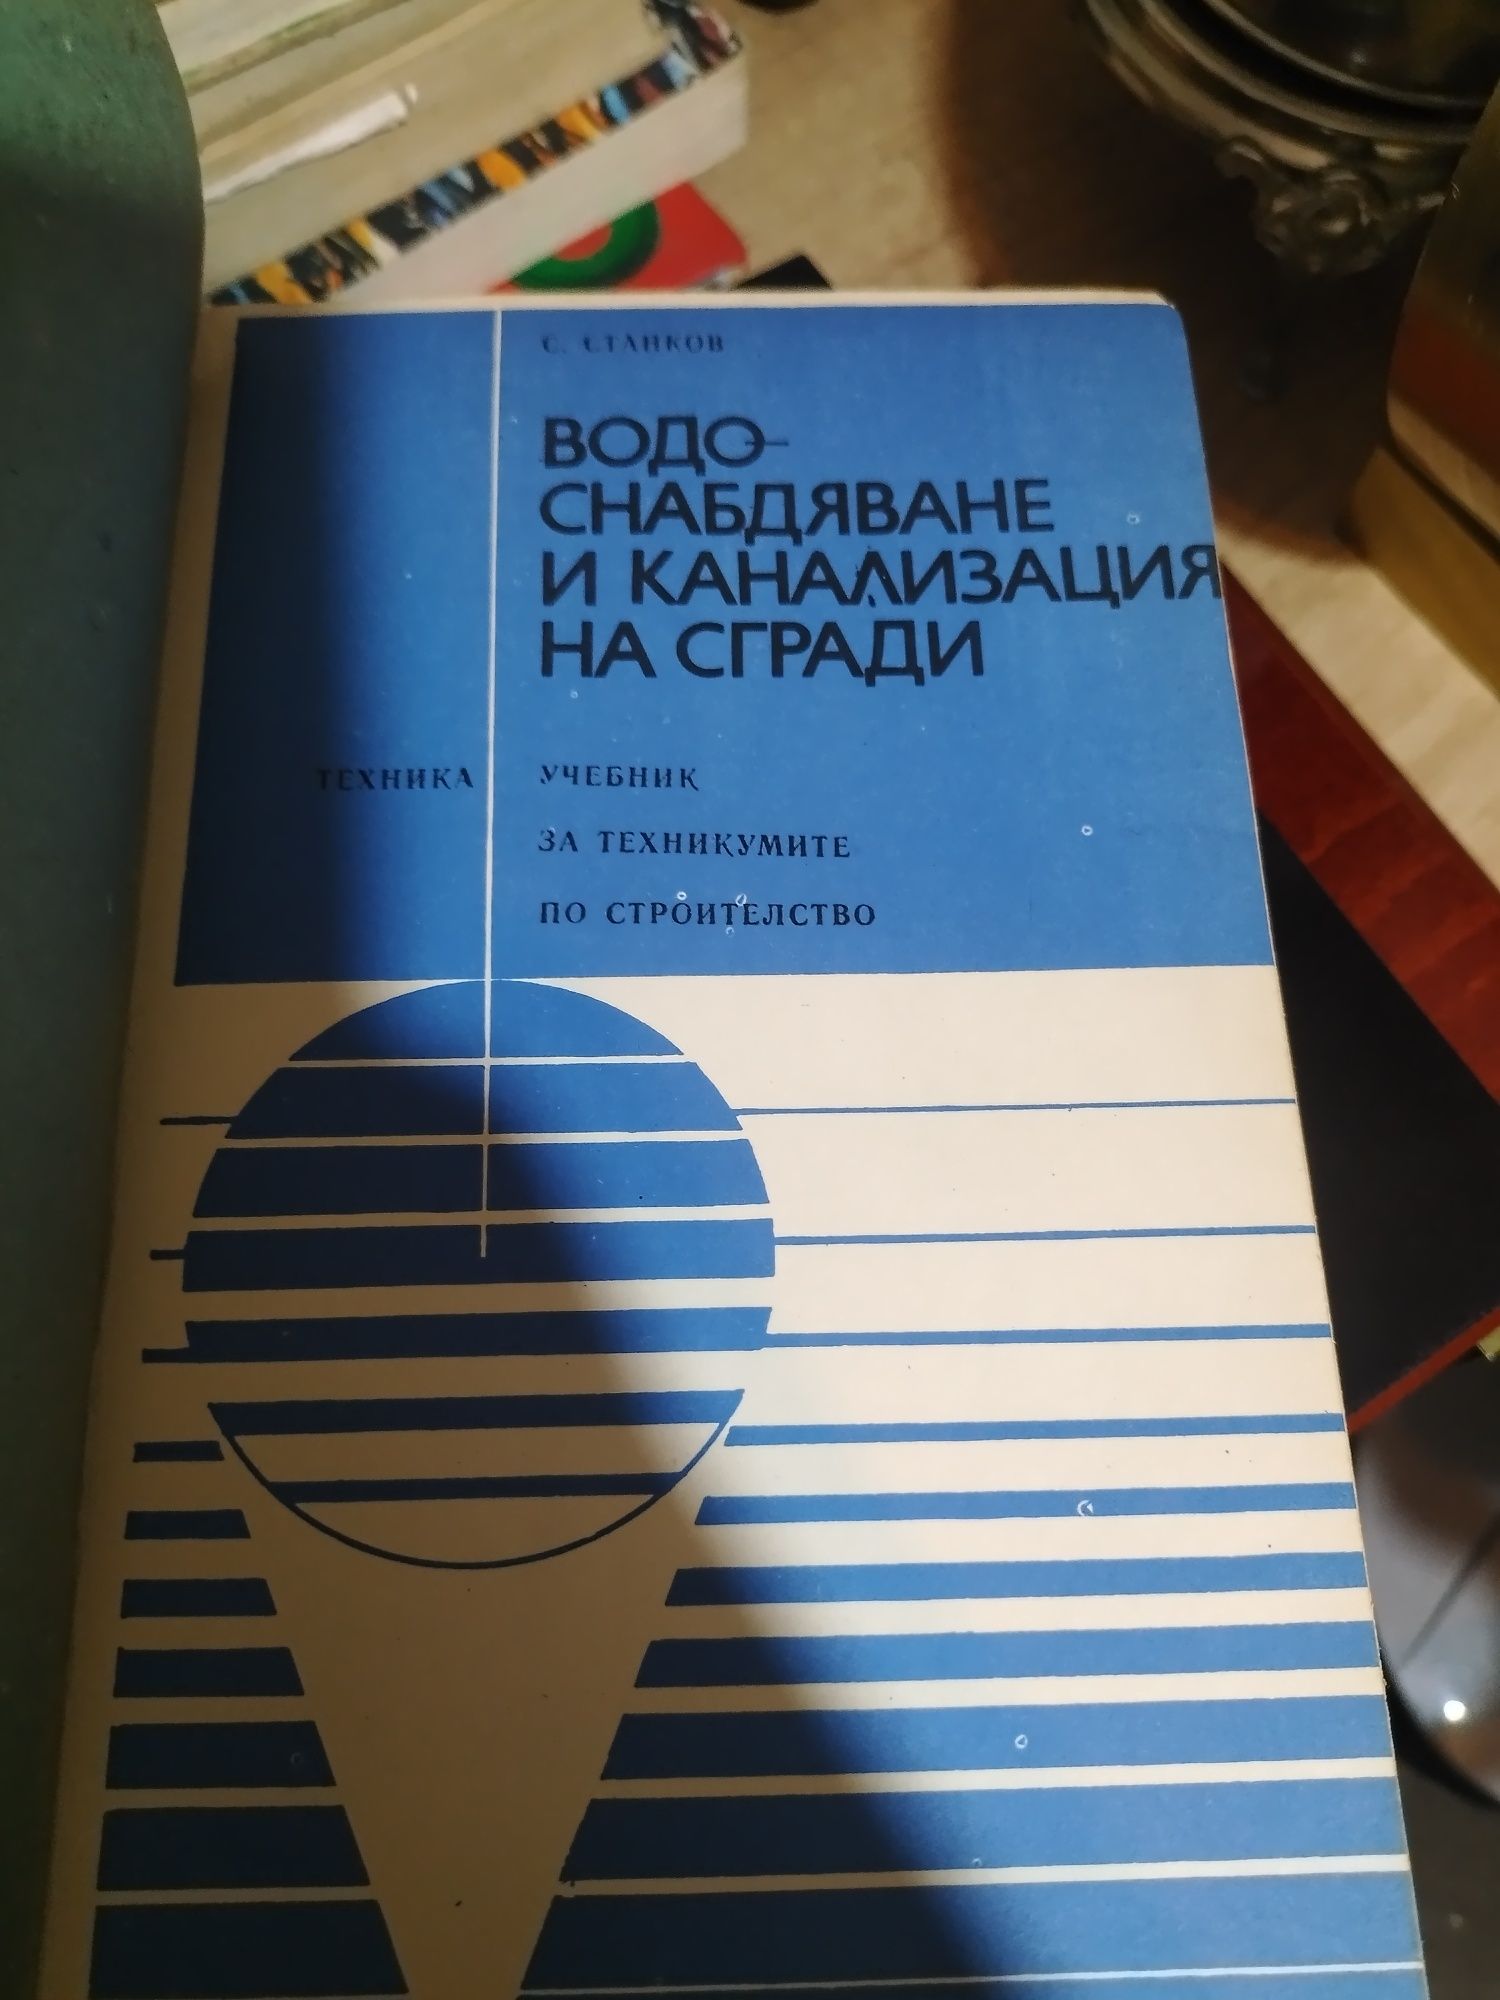 С. СТАНКОВ
ВОДО-
СНАБДЯВАНЕ
И КАНАЛИЗАЦИЯ
НА СГРАДИ
ТЕХНИКА
УЧЕБНИК
ЗА ТЕХНИКУМИТЕ
ПО СТРОИТЕЛСТВО